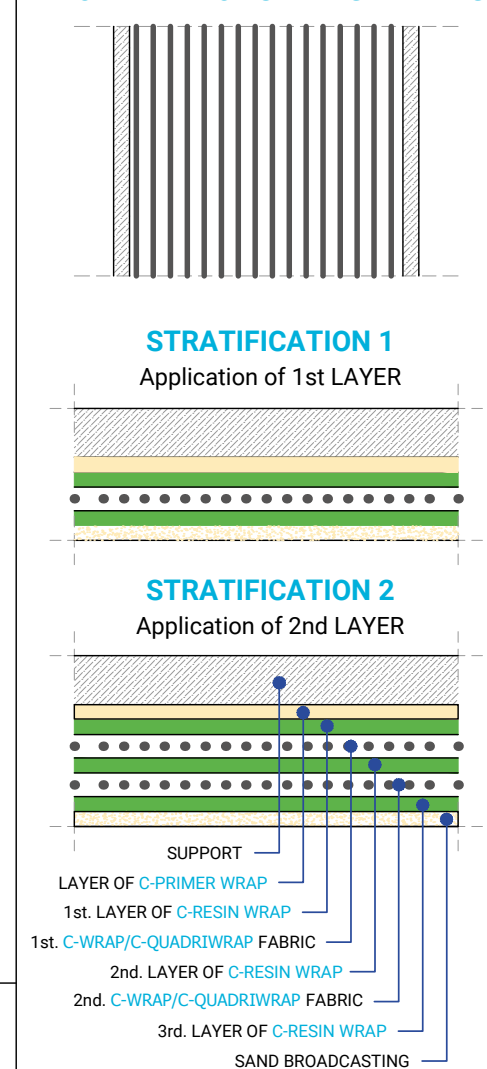 STRATIFICATION 1
Application of 1st LAYER
STRATIFICATION 2
Application of 2nd LAYER
SUPPORT
LAYER OF C-PRIMER WRAP
1st. LAYER OF C-RESIN WRAP
1st. C-WRAP/C-QUADRIWRAP FABRIC
2nd. LAYER OF C-RESIN WRAP
2nd. C-WRAP/C-QUADRIWRAP FABRIC
3rd. LAYER OF C-RESIN WRAP
SAND BROADCASTING